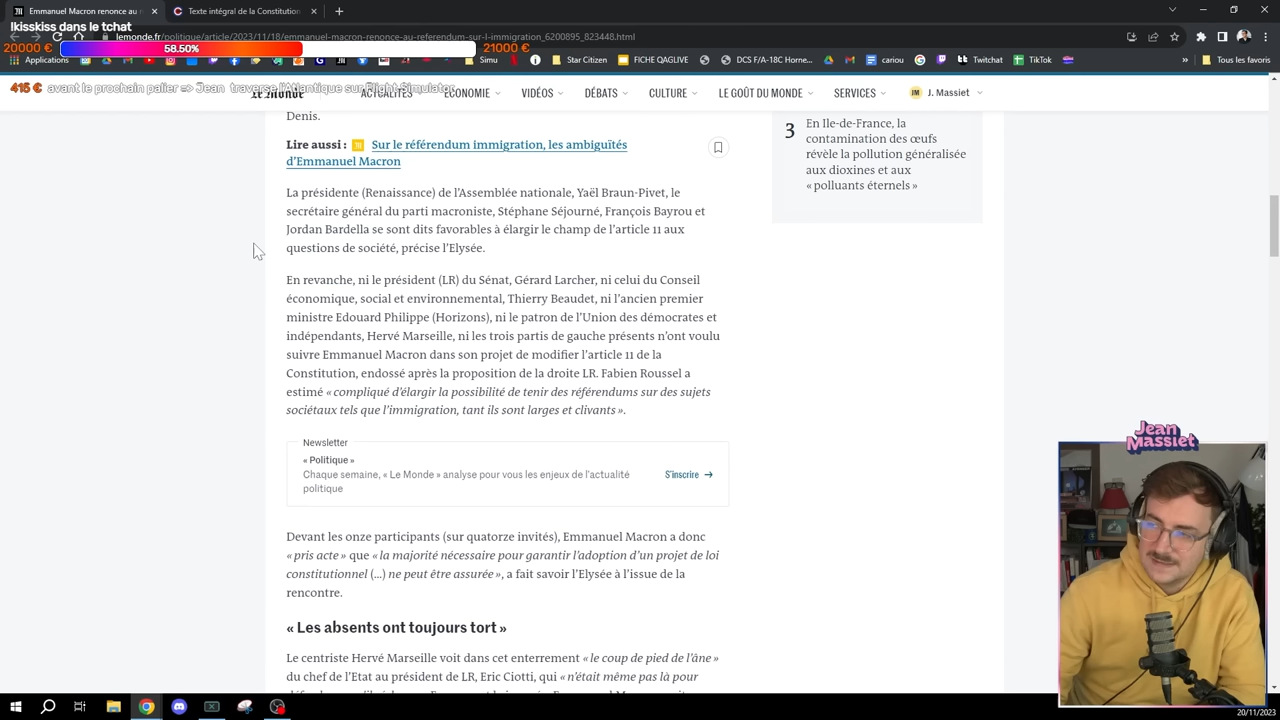 Emmanuel Macron renonce au r
Texte intégral de la Constitution
lkisskiss dans le tchat
lemonde.fr/politique/article/2023/11/18/emmanuel-macron-renonce-au-referendum-sur-l-immigration_6200895_823448.html
20000 €
58.50%
21000 €
Applications
Simu
Star Citizen
FICHE QAGLIVE
DCS F/A-18C Horne...
cariou
Twitchat
TikTok
Tous les favoris
415 € avant le prochain palier => Jean traverse l'Atlantique sur Flight Simulator
Le Monde
ACTUALITÉS
ÉCONOMIE
VIDÉOS
DÉBATS
CULTURE
LE GOÛT DU MONDE
SERVICES
JM
J. Massiet
Denis.
Lire aussi : Sur le référendum immigration, les ambiguïtés
d'Emmanuel Macron
La présidente (Renaissance) de l'Assemblée nationale, Yaël Braun-Pivet, le
secrétaire général du parti macroniste, Stéphane Séjourné, François Bayrou et
Jordan Bardella se sont dits favorables à élargir le champ de l'article 11 aux
questions de société, précise l'Elysée.
En revanche, ni le président (LR) du Sénat, Gérard Larcher, ni celui du Conseil
économique, social et environnemental, Thierry Beaudet, ni l'ancien premier
ministre Edouard Philippe (Horizons), ni le patron de l'Union des démocrates et
indépendants, Hervé Marseille, ni les trois partis de gauche présents n'ont voulu
suivre Emmanuel Macron dans son projet de modifier l'article 11 de la
Constitution, endossé après la proposition de la droite LR. Fabien Roussel a
estimé « compliqué d'élargir la possibilité de tenir des référendums sur des sujets
sociétaux tels que l'immigration, tant ils sont larges et clivants ».
Newsletter
« Politique »
Chaque semaine, « Le Monde » analyse pour vous les enjeux de l'actualité
politique
S'inscrire
Devant les onze participants (sur quatorze invités), Emmanuel Macron a donc
« pris acte » que « la majorité nécessaire pour garantir l'adoption d'un projet de loi
constitutionnel (...) ne peut être assurée », a fait savoir l'Elysée à l'issue de la
rencontre.
« Les absents ont toujours tort »
Le centriste Hervé Marseille voit dans cet enterrement « le coup de pied de l'âne »
du chef de l'Etat au président de LR, Eric Ciotti, qui « n'était même pas là pour
3
En Ile-de-France, la
contamination des œufs
révèle la pollution généralisée
aux dioxines et aux
« polluants éternels »
Jean
Massiet
20/11/2023